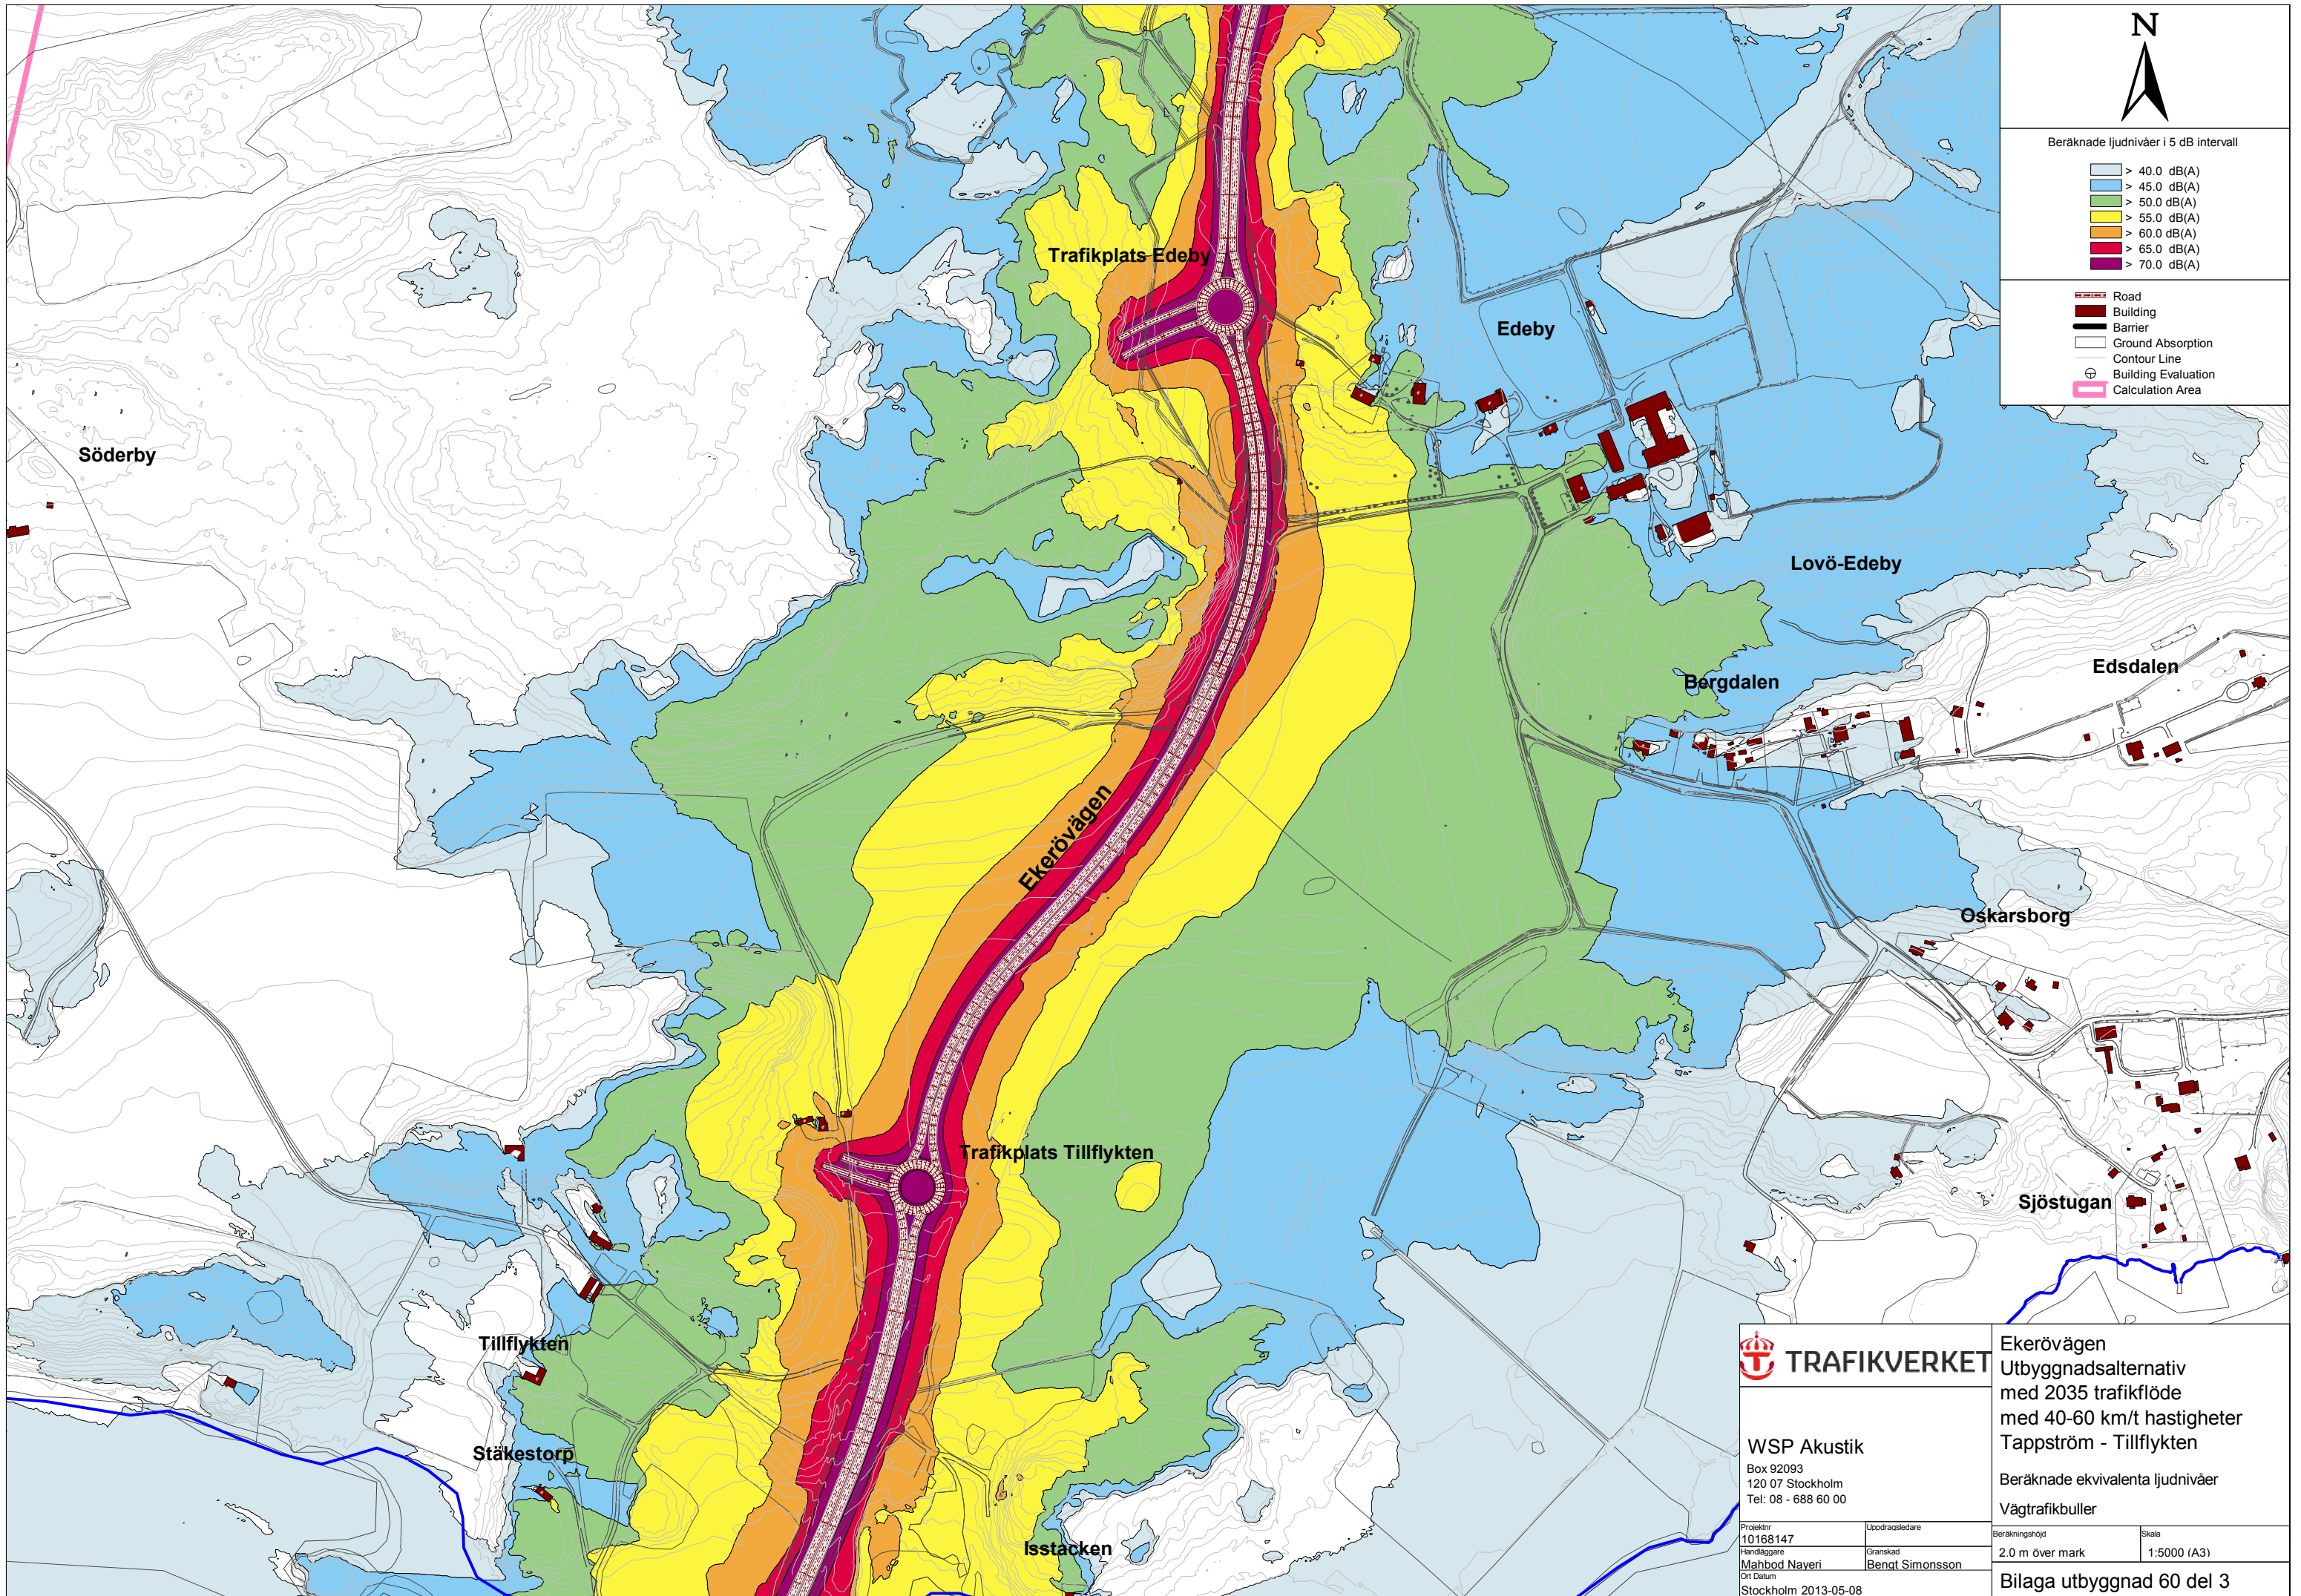 N
Beräknade ljudnivåer i 5 dB intervall
> 40.0 dB(A)
> 45.0 dB(A)
> 50.0 dB(A)
> 55.0 dB(A)
> 60.0 dB(A)
> 65.0 dB(A)
> 70.0 dB(A)
Road
Building
Barrier
Ground Absorption
Contour Line
Building Evaluation
Calculation Area
Trafikplats Edeby
Edeby
Söderby
Lovö-Edeby
Edsdalen
Bergdalen
Ekerövägen
Oskarsborg
Trafikplats Tillflykten
Sjöstugan
Tillflykten
Stäkestorp
Isstacken
TRAFIKVERKET
WSP Akustik
Box 92093
120 07 Stockholm
Tel: 08 - 688 60 00
Projektnr
10168147
Uppdragsledare
Handläggare
Mahbod Nayeri
Granskad
Bengt Simonsson
Ort Datum
Stockholm 2013-05-08
Ekerövägen
Utbyggnadsalternativ
med 2035 trafikflöde
med 40-60 km/t hastigheter
Tappström - Tillflykten
Beräknade ekvivalenta ljudnivåer
Vägtrafikbuller
Beräkningshöjd
2.0 m över mark
Skala
1:5000 (A3)
Bilaga utbyggnad 60 del 3